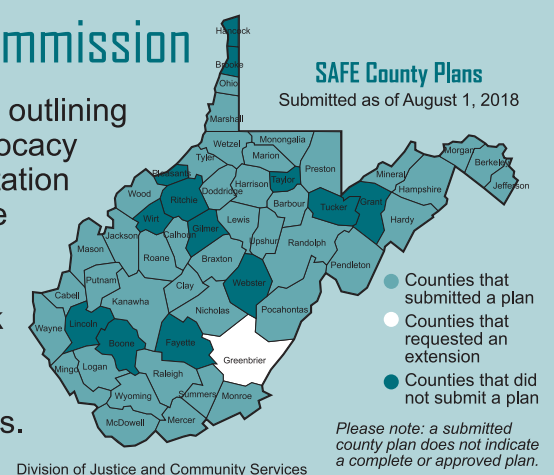 mmission
outlining
ocacy
tation
e
k
s.
SAFE County Plans
Submitted as of August 1, 2018
Hancock
Brooke
Ohio
Marshall
Wetzel
Monongalia
Tyler
Marion
Preston
Morgan
Berkeley
Jefferson
Mineral
Hampshire
Pleasants
Doddridge
Harrison
Taylor
Wood
Ritchie
Barbour
Tucker
Grant
Hardy
Wirt
Calhoun
Gilmer
Lewis
Jackson
Upshur
Randolph
Mason
Roane
Braxton
Pendleton
Putnam
Clay
Webster
Cabell
Kanawha
Nicholas
Pocahontas
Wayne
Lincoln
Boone
Fayette
Greenbrier
Mingo
Logan
Raleigh
Wyoming
Summers
Monroe
McDowell
Mercer
Counties that
submitted a plan
Counties that
requested an
extension
Counties that did
not submit a plan
Please note: a submitted
county plan does not indicate
a complete or approved plan.
Division of Justice and Community Services